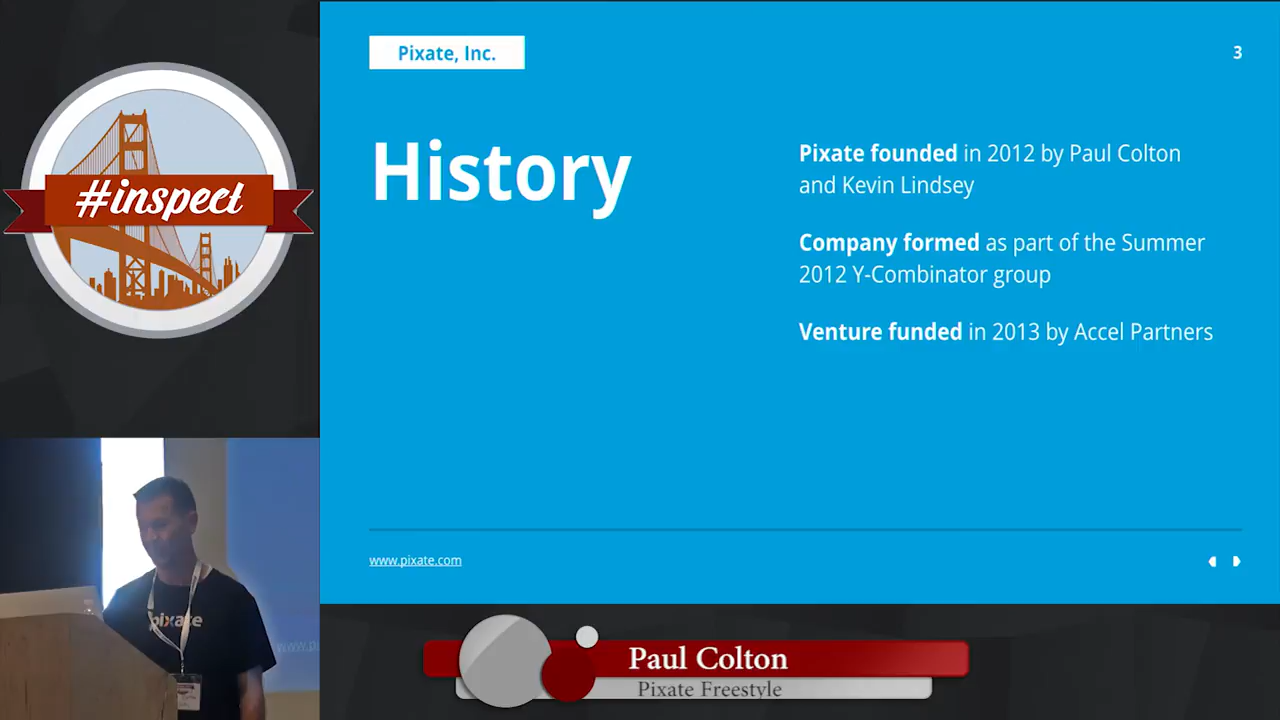 #inspect
Pixate, Inc.
3
History
Pixate founded in 2012 by Paul Colton
and Kevin Lindsey
Company formed as part of the Summer
2012 Y-Combinator group
Venture funded in 2013 by Accel Partners
www.pixate.com
pixate
www.p
Paul Colton
Pixate Freestyle